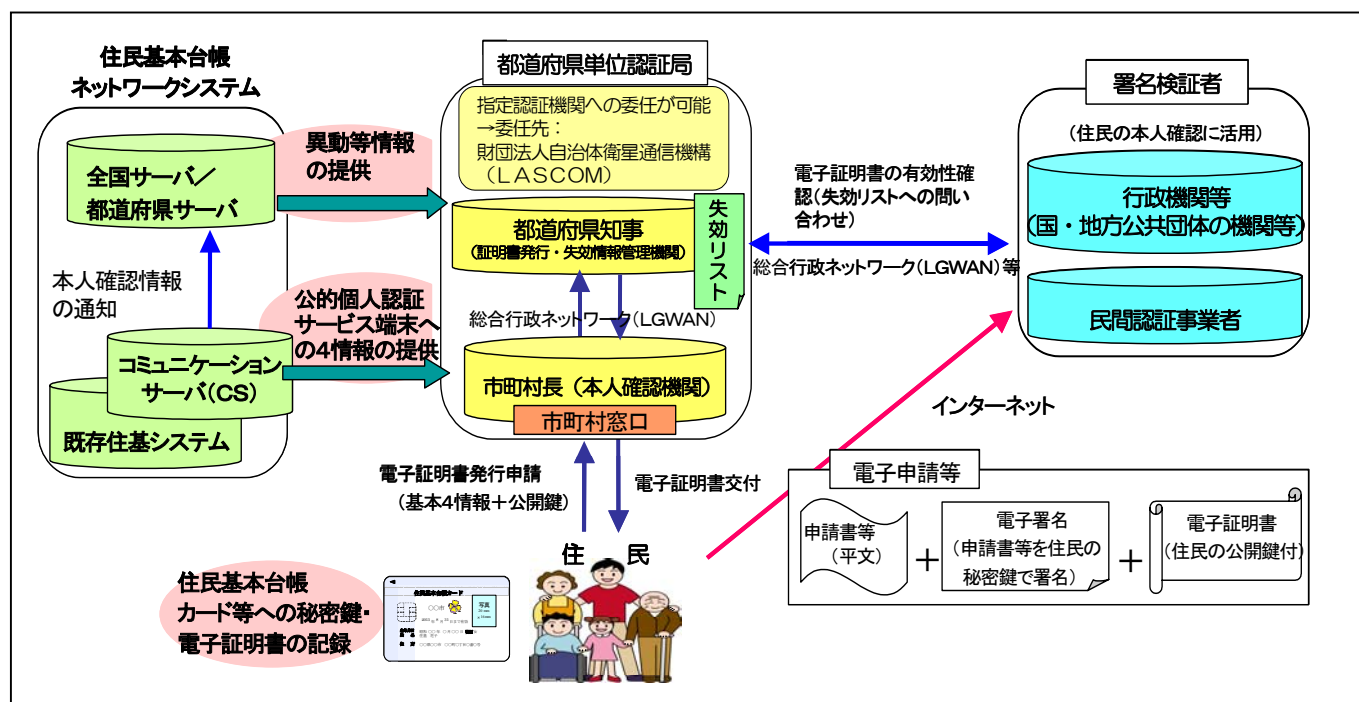 住民基本台帳
ネットワークシステム
全国サーバ／
都道府県サーバ
本人確認情報
の通知
コミュニケーション
サーバ(CS)
既存住基システム
異動等情報
の提供
公的個人認証
サービス端末へ
の4情報の提供
都道府県単位認証局
指定認証機関への委任が可能
→委任先：
財団法人自治体衛星通信機構
（ＬＡＳＣＯＭ）
都道府県知事
(証明書発行・失効情報管理機関)
失効リスト
総合行政ネットワーク(LGWAN)
市町村長（本人確認機関）
市町村窓口
電子証明書発行申請
（基本4情報＋公開鍵）
電子証明書交付
住　民
住民基本台帳
カード等への秘密鍵・
電子証明書の記録
住民基本台帳カード
○○市
写真
電子証明書の有効性確
認(失効リストへの問い
合わせ)
総合行政ネットワーク(LGWAN)等
署名検証者
(住民の本人確認に活用)
行政機関等
(国・地方公共団体の機関等)
民間認証事業者
インターネット
電子申請等
申請書等
（平文）
＋
電子署名
（申請書等を住民の
秘密鍵で署名）
＋
電子証明書
(住民の公開鍵付)